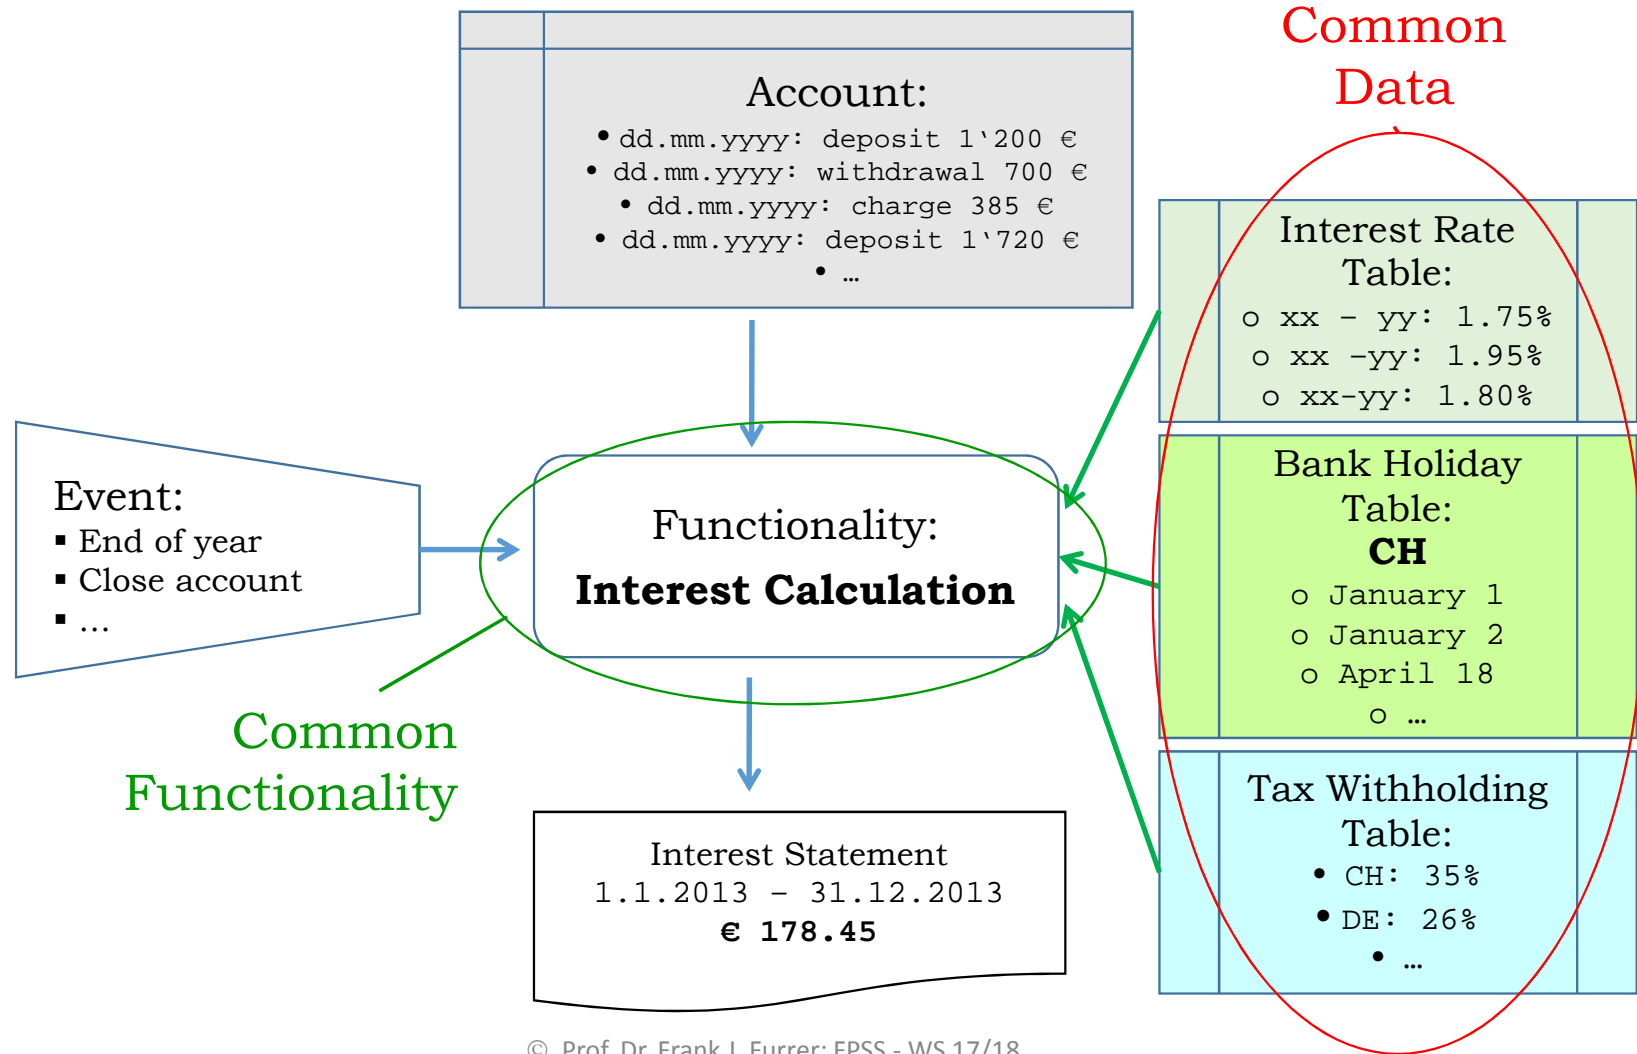 Common
Data
Account:
• dd.mm.yyyy: deposit 1‘200 €
• dd.mm.yyyy: withdrawal 700 €
• dd.mm.yyyy: charge 385 €
• dd.mm.yyyy: deposit 1‘720 €
• …
Interest Rate
Table:
o xx – yy: 1.75%
o xx –yy: 1.95%
o xx-yy: 1.80%
Event:
▪ End of year
▪ Close account
▪ …
Functionality:
Interest Calculation
Bank Holiday
Table:
CH
o January 1
o January 2
o April 18
o …
Common
Functionality
Tax Withholding
Table:
• CH: 35%
• DE: 26%
• …
Interest Statement
1.1.2013 – 31.12.2013
€ 178.45
© Prof. Dr. Frank J. Furrer: FPSS - WS 17/18